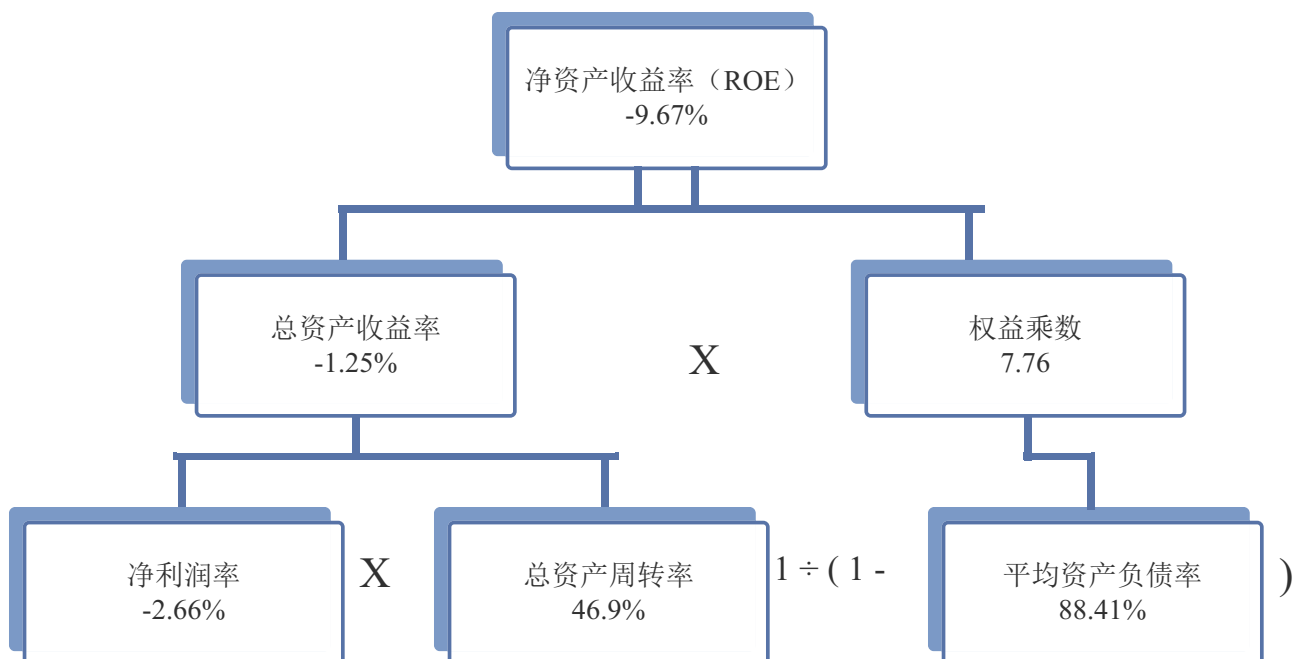 净资产收益率（ROE）
-9.67%
总资产收益率
-1.25%
X
权益乘数
7.76
净利润率
-2.66%
X
总资产周转率
46.9%
1 ÷ ( 1 -
平均资产负债率
88.41%
)